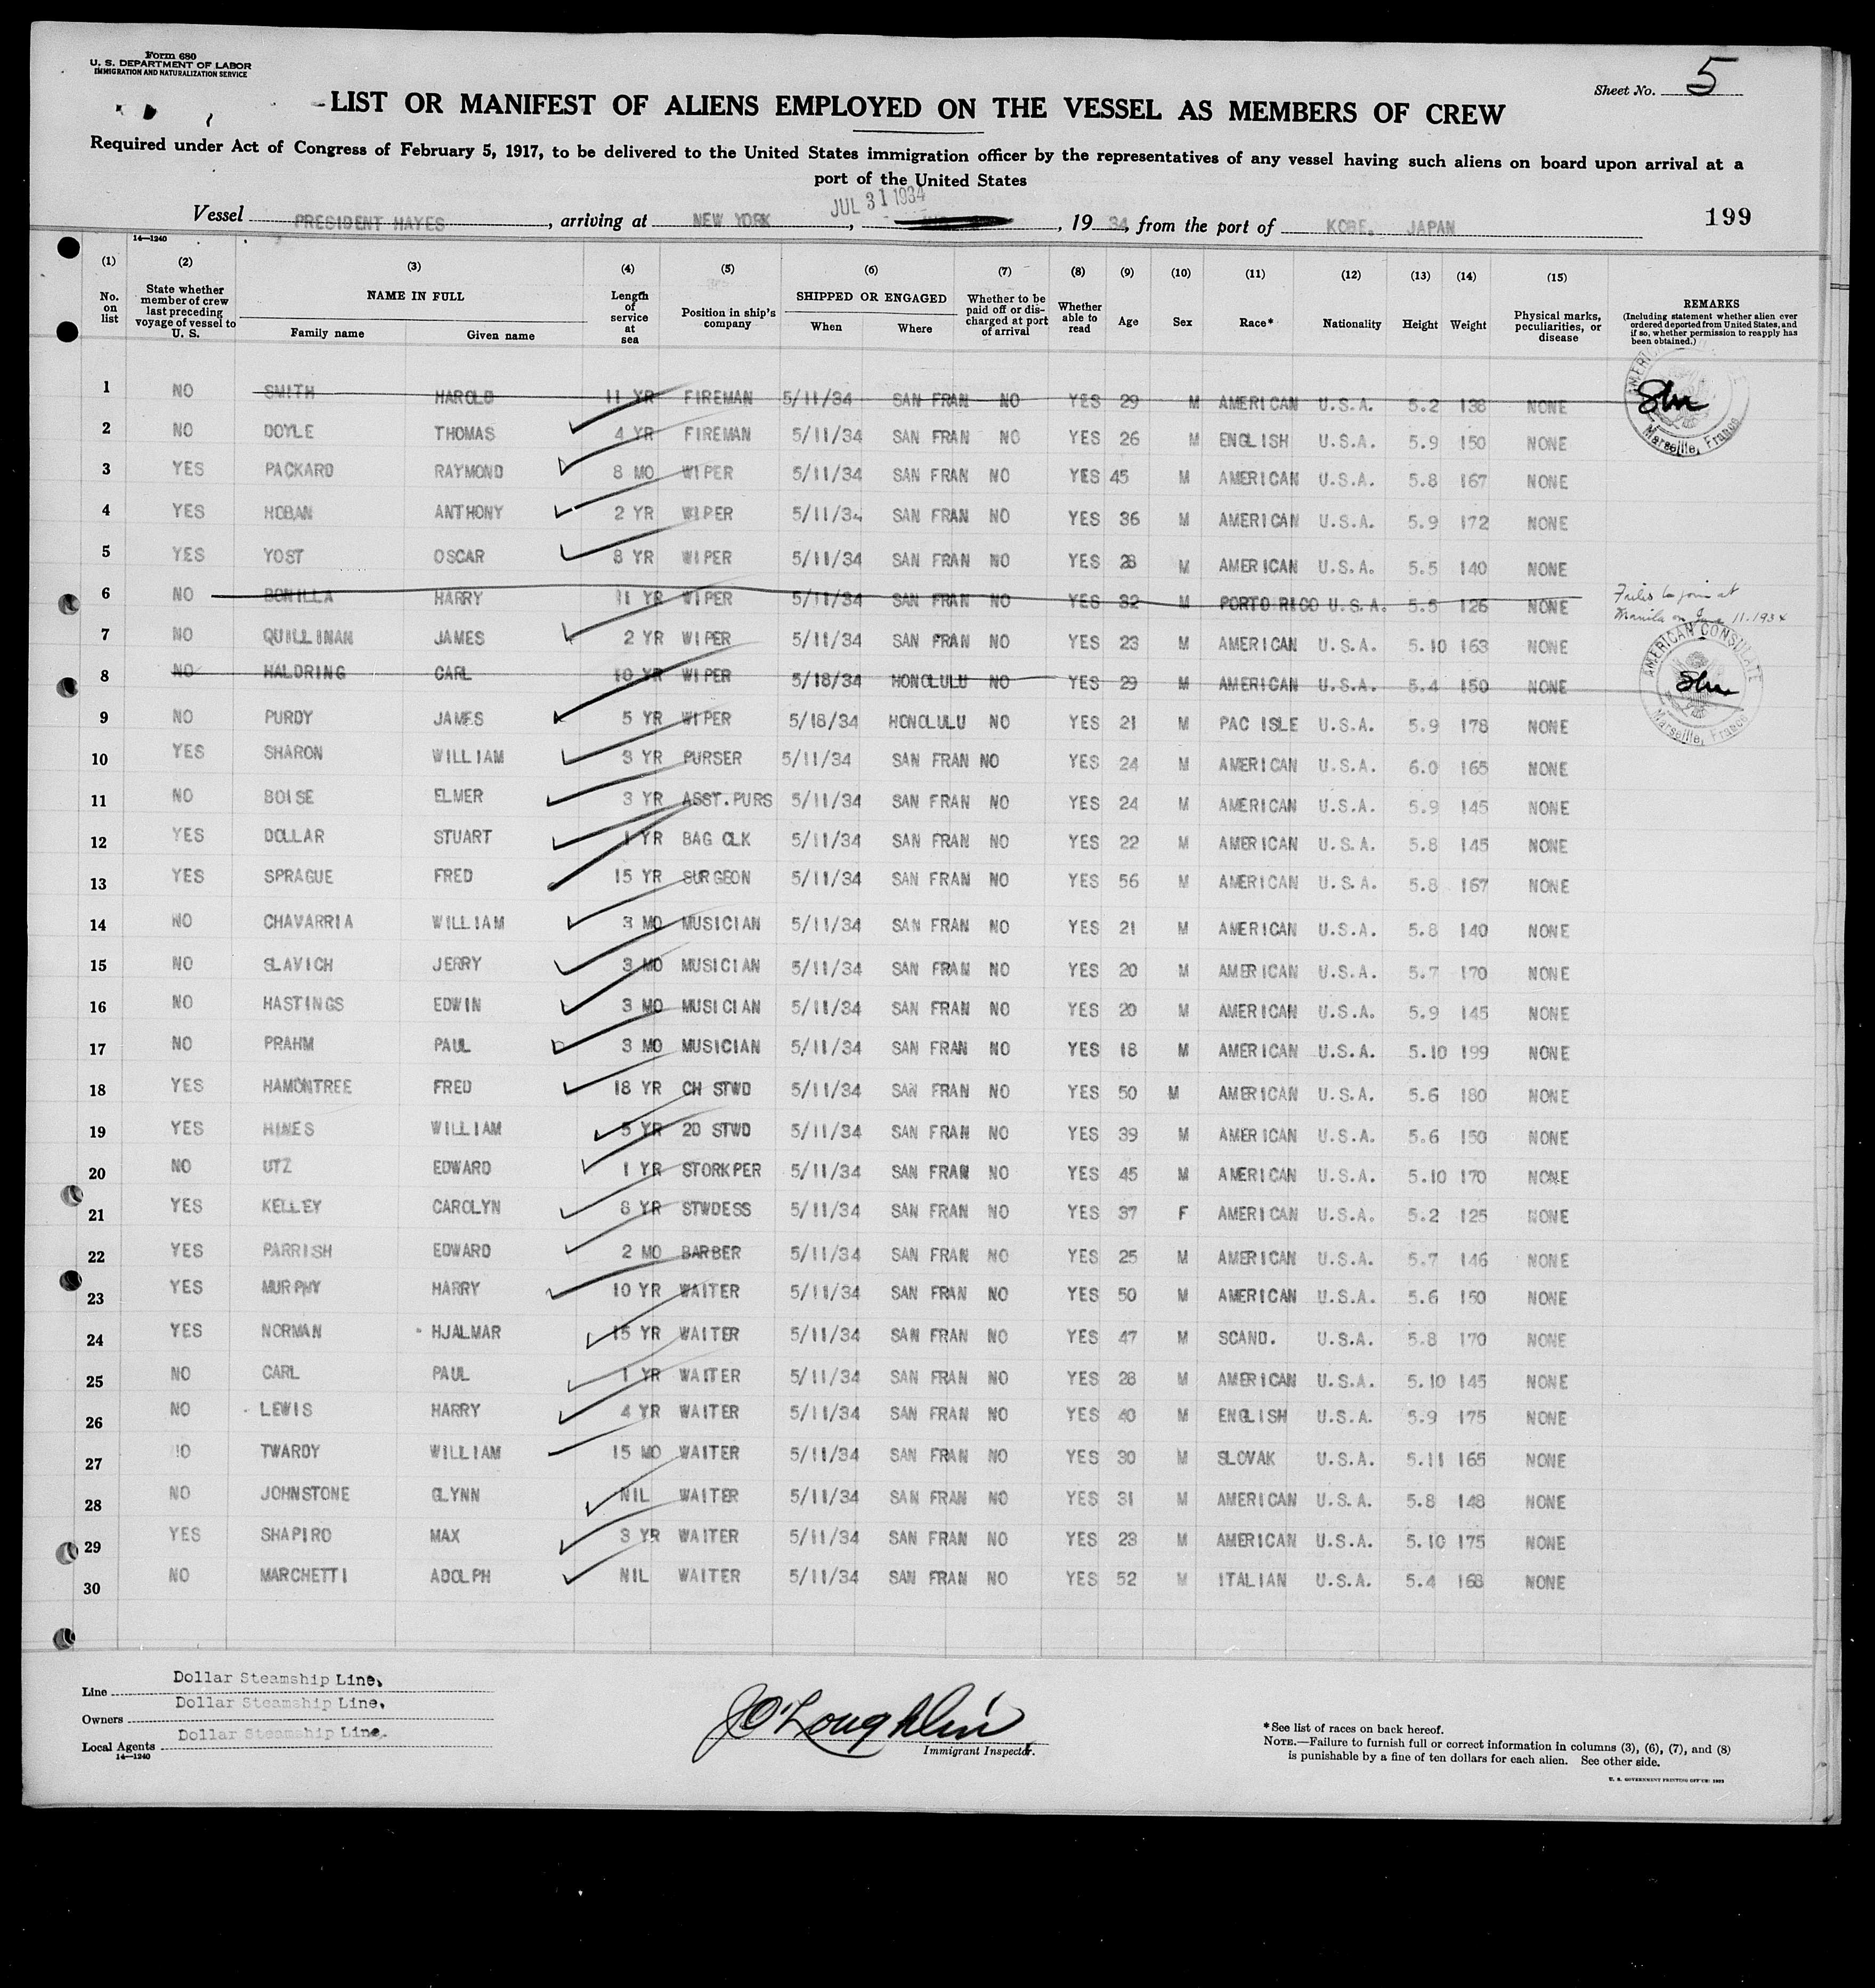 Form 680
U. S. DEPARTMENT OF LABOR
IMMIGRATION AND NATURALIZATION SERVICE
Sheet No. 5
LIST OR MANIFEST OF ALIENS EMPLOYED ON THE VESSEL AS MEMBERS OF CREW
Required under Act of Congress of February 5, 1917, to be delivered to the United States immigration officer by the representatives of any vessel having such aliens on board upon arrival at a
port of the United States
JUL 31 1934
Vessel PRESIDENT HAYES, arriving at NEW YORK, , 1934, from the port of KOBE, JAPAN 199
14—1240
(1) (2) (3) (4) (5) (6) (7) (8) (9) (10) (11) (12) (13) (14) (15)
No. on list State whether member of crew last preceding voyage of vessel to U. S. NAME IN FULL Family name Given name Length of service at sea Position in ship's company SHIPPED OR ENGAGED When Where Whether to be paid off or discharged at port of arrival Whether able to read Age Sex Race* Nationality Height Weight Physical marks, peculiarities, or disease REMARKS (Including statement whether alien ever ordered deported from United States, and if so, whether permission to reapply has been obtained.)
1 NO SMITH HAROLD 11 YR FIREMAN 5/11/34 SAN FRAN NO YES 29 M AMERICAN U.S.A. 5.2 138 NONE
AMERICAN Marseille, France
2 NO DOYLE THOMAS 4 YR FIREMAN 5/11/34 SAN FRAN NO YES 26 M ENGLISH U.S.A. 5.9 150 NONE
3 YES PACKARD RAYMOND 8 MO WIPER 5/11/34 SAN FRAN NO YES 45 M AMERICAN U.S.A. 5.8 167 NONE
4 YES HOBAN ANTHONY 2 YR WIPER 5/11/34 SAN FRAN NO YES 36 M AMERICAN U.S.A. 5.9 172 NONE
5 YES YOST OSCAR 8 YR WIPER 5/11/34 SAN FRAN NO YES 28 M AMERICAN U.S.A. 5.5 140 NONE
6 NO BONILLA HARRY 11 YR WIPER 5/11/34 SAN FRAN NO YES 32 M PORTO RICO U.S.A. 5.5 126 NONE Failed to join at
Manila on June 11. 1934
7 NO QUILLINAN JAMES 2 YR WIPER 5/11/34 SAN FRAN NO YES 23 M AMERICAN U.S.A. 5.10 163 NONE
8 NO HALDRING CARL 10 YR WIPER 5/18/34 HONOLULU NO YES 29 M AMERICAN U.S.A. 5.4 150 NONE
AMERICAN CONSULATE Marseille, France
9 NO PURDY JAMES 5 YR WIPER 5/18/34 HONOLULU NO YES 21 M PAC ISLE U.S.A. 5.9 178 NONE
10 YES SHARON WILLIAM 3 YR PURSER 5/11/34 SAN FRAN NO YES 24 M AMERICAN U.S.A. 6.0 165 NONE
11 NO BOISE ELMER 3 YR ASST.PURS 5/11/34 SAN FRAN NO YES 24 M AMERICAN U.S.A. 5.9 145 NONE
12 YES DOLLAR STUART 1 YR BAG CLK 5/11/34 SAN FRAN NO YES 22 M AMERICAN U.S.A. 5.8 145 NONE
13 YES SPRAGUE FRED 15 YR SURGEON 5/11/34 SAN FRAN NO YES 56 M AMERICAN U.S.A. 5.8 167 NONE
14 NO CHAVARRIA WILLIAM 3 MO MUSICIAN 5/11/34 SAN FRAN NO YES 21 M AMERICAN U.S.A. 5.8 140 NONE
15 NO SLAVICH JERRY 3 MO MUSICIAN 5/11/34 SAN FRAN NO YES 20 M AMERICAN U.S.A. 5.7 170 NONE
16 NO HASTINGS EDWIN 3 MO MUSICIAN 5/11/34 SAN FRAN NO YES 20 M AMERICAN U.S.A. 5.9 145 NONE
17 NO PRAHM PAUL 3 MO MUSICIAN 5/11/34 SAN FRAN NO YES 18 M AMERICAN U.S.A. 5.10 199 NONE
18 YES HAMONTREE FRED 18 YR CH STWD 5/11/34 SAN FRAN NO YES 50 M AMERICAN U.S.A. 5.6 180 NONE
19 YES HINES WILLIAM 5 YR 2D STWD 5/11/34 SAN FRAN NO YES 39 M AMERICAN U.S.A. 5.6 150 NONE
20 NO UTZ EDWARD 1 YR STORKPER 5/11/34 SAN FRAN NO YES 45 M AMERICAN U.S.A. 5.10 170 NONE
21 YES KELLEY CAROLYN 8 YR STWDESS 5/11/34 SAN FRAN NO YES 37 F AMERICAN U.S.A. 5.2 125 NONE
22 YES PARRISH EDWARD 2 MO BARBER 5/11/34 SAN FRAN NO YES 25 M AMERICAN U.S.A. 5.7 146 NONE
23 YES MURPHY HARRY 10 YR WAITER 5/11/34 SAN FRAN NO YES 50 M AMERICAN U.S.A. 5.6 150 NONE
24 YES NORMAN HJALMAR 15 YR WAITER 5/11/34 SAN FRAN NO YES 47 M SCAND. U.S.A. 5.8 170 NONE
25 NO CARL PAUL 1 YR WAITER 5/11/34 SAN FRAN NO YES 28 M AMERICAN U.S.A. 5.10 145 NONE
26 NO LEWIS HARRY 4 YR WAITER 5/11/34 SAN FRAN NO YES 40 M ENGLISH U.S.A. 5.9 175 NONE
27 NO TWARDY WILLIAM 15 MO WAITER 5/11/34 SAN FRAN NO YES 30 M SLOVAK U.S.A. 5.11 165 NONE
28 NO JOHNSTONE GLYNN NIL WAITER 5/11/34 SAN FRAN NO YES 31 M AMERICAN U.S.A. 5.8 148 NONE
29 YES SHAPIRO MAX 3 YR WAITER 5/11/34 SAN FRAN NO YES 23 M AMERICAN U.S.A. 5.10 175 NONE
30 NO MARCHETTI ADOLPH NIL WAITER 5/11/34 SAN FRAN NO YES 52 M ITALIAN U.S.A. 5.4 168 NONE
Line Dollar Steamship Line,
Owners Dollar Steamship Line,
Local Agents Dollar Steamship Line,
14—1240
J O'Loughlin
Immigrant Inspector.
*See list of races on back hereof.
NOTE.—Failure to furnish full or correct information in columns (3), (6), (7), and (8)
is punishable by a fine of ten dollars for each alien. See other side.
U. S. GOVERNMENT PRINTING OFFICE: 1932